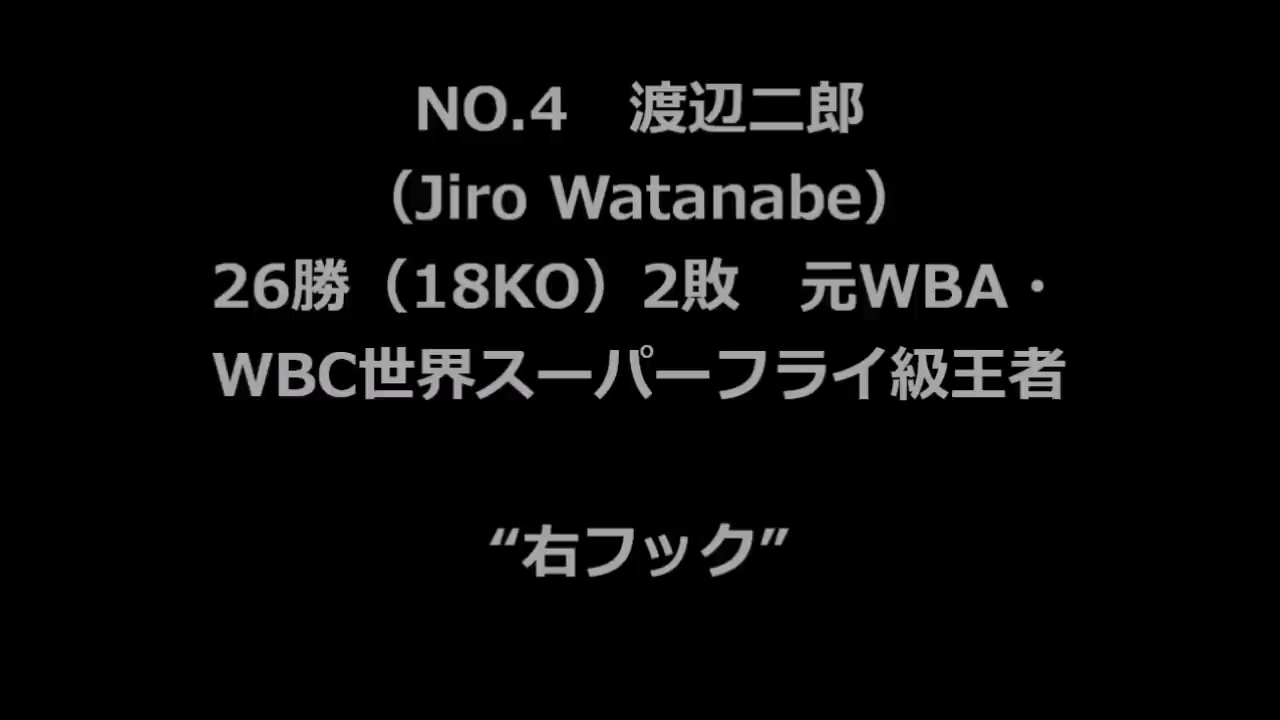 NO.4　渡辺二郎
（Jiro Watanabe）
26勝（18KO）2敗　元WBA・
WBC世界スーパーフライ級王者
“右フック”